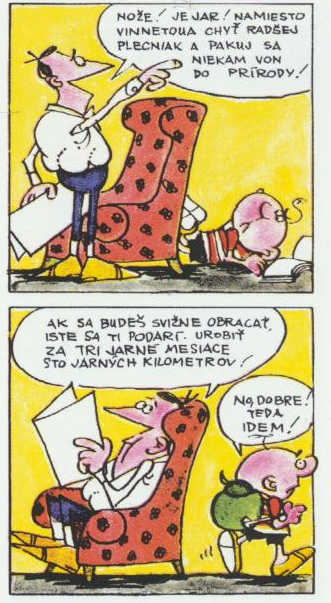 NOŽE! JE JAR! NAMIESTO
VINNETOUA CHYŤ RADŠEJ
PLECNIAK A PAKUJ SA
NIEKAM VON
DO PRÍRODY!
AK SA BUDEŠ SVIŽNE OBRACAŤ,
ISTE SA TI PODARÍ UROBIŤ
ZA TRI JARNÉ MESIACE
STO JARNÝCH KILOMETROV!
NO, DOBRE!
TEDA
IDEM!